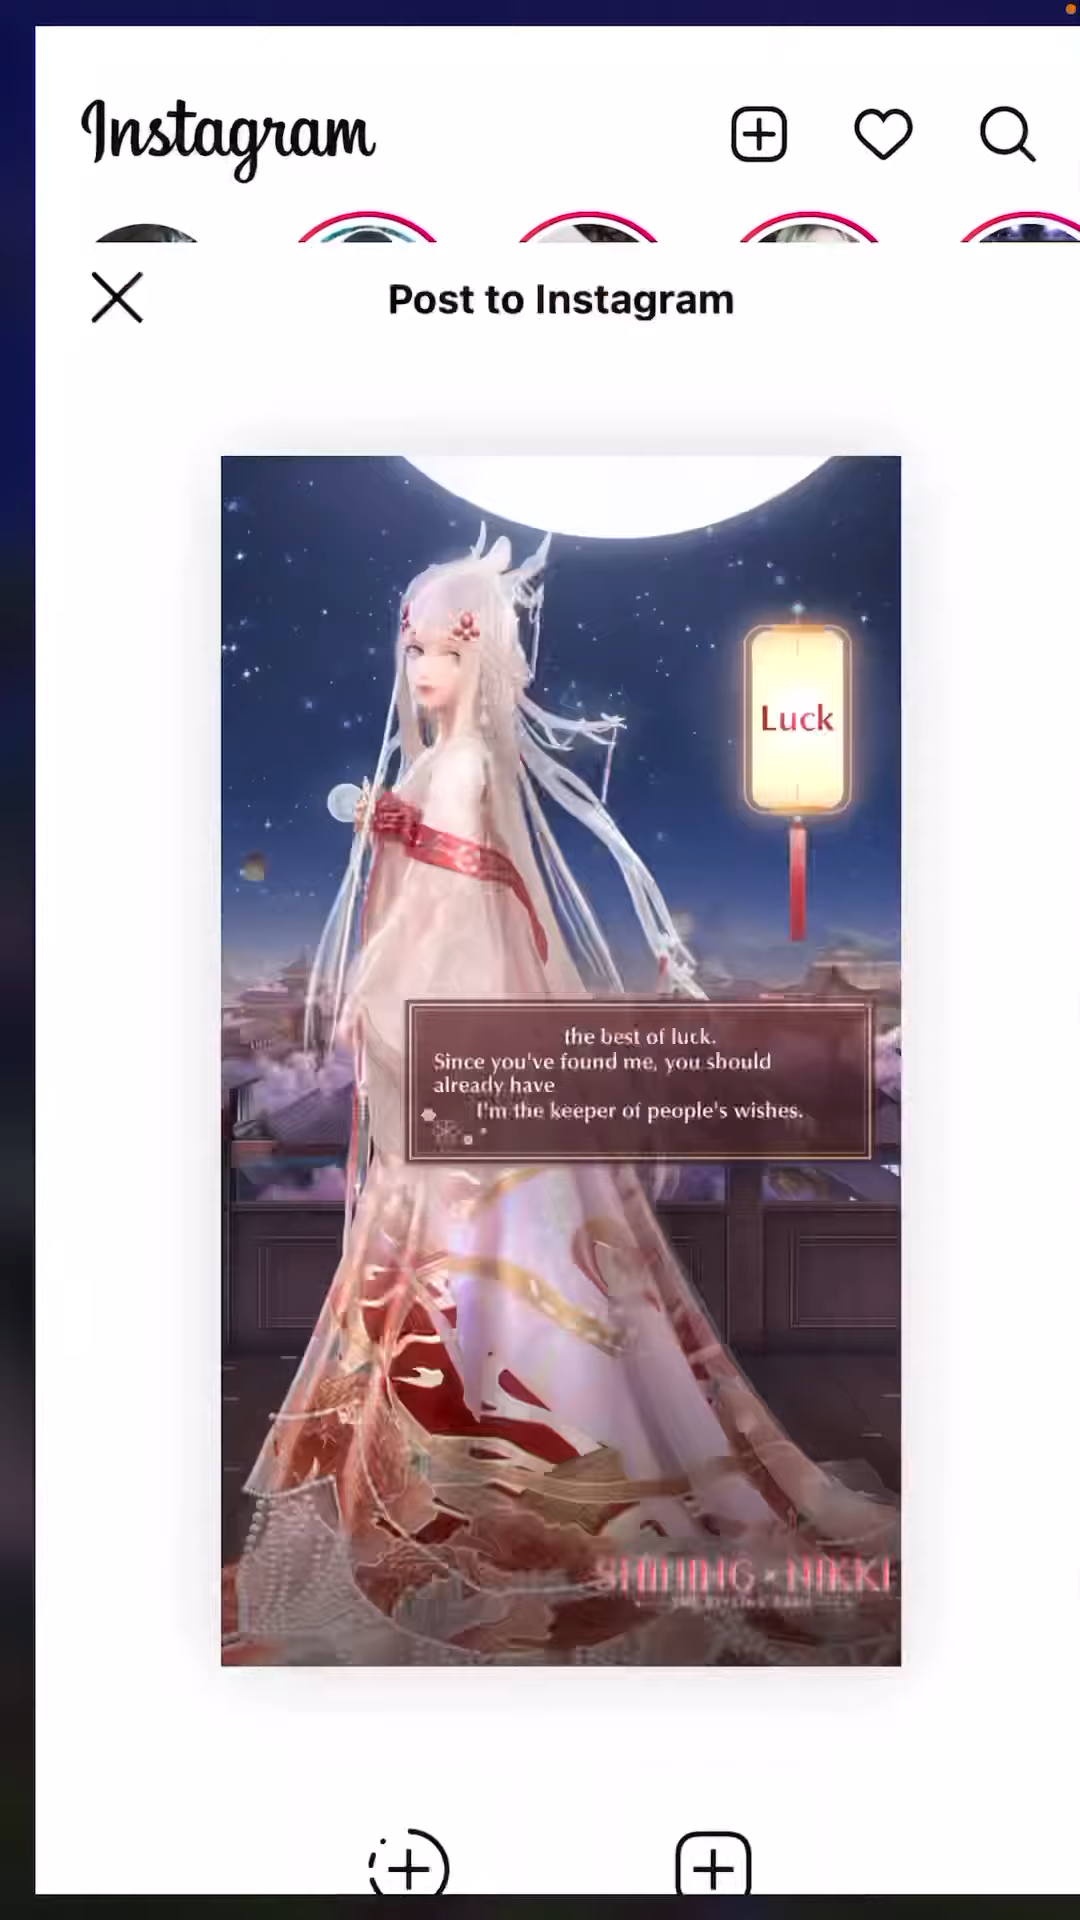 Instagram
Post to Instagram
Luck
the best of luck.
Since you've found me, you should
already have
I'm the keeper of people's wishes.
SHINING NIKKI